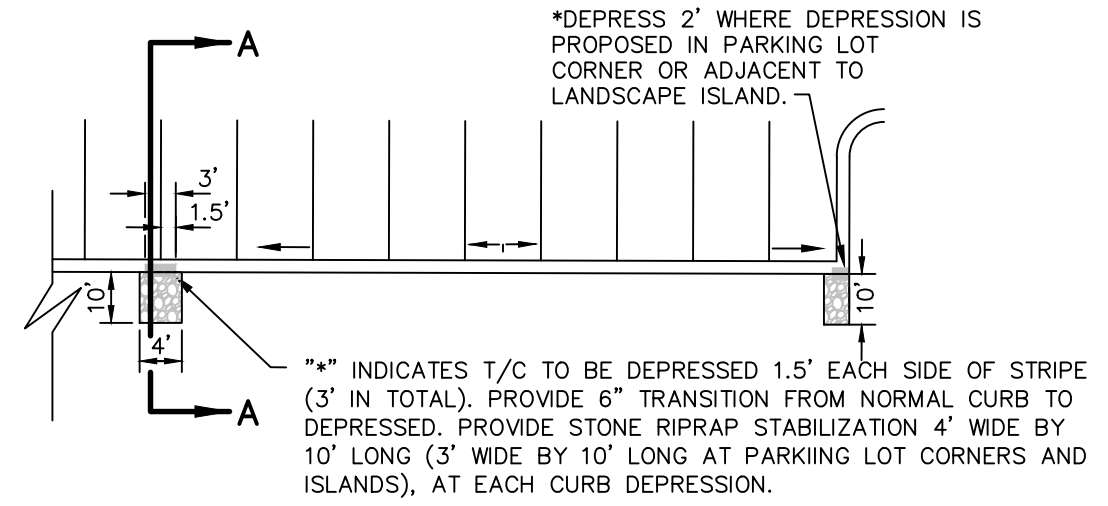 A
*DEPRESS 2' WHERE DEPRESSION IS
PROPOSED IN PARKING LOT
CORNER OR ADJACENT TO
LANDSCAPE ISLAND.
3'
1.5'
10'
10'
4'
"*" INDICATES T/C TO BE DEPRESSED 1.5' EACH SIDE OF STRIPE
(3' IN TOTAL). PROVIDE 6" TRANSITION FROM NORMAL CURB TO
DEPRESSED. PROVIDE STONE RIPRAP STABILIZATION 4' WIDE BY
10' LONG (3' WIDE BY 10' LONG AT PARKIING LOT CORNERS AND
ISLANDS), AT EACH CURB DEPRESSION.
A